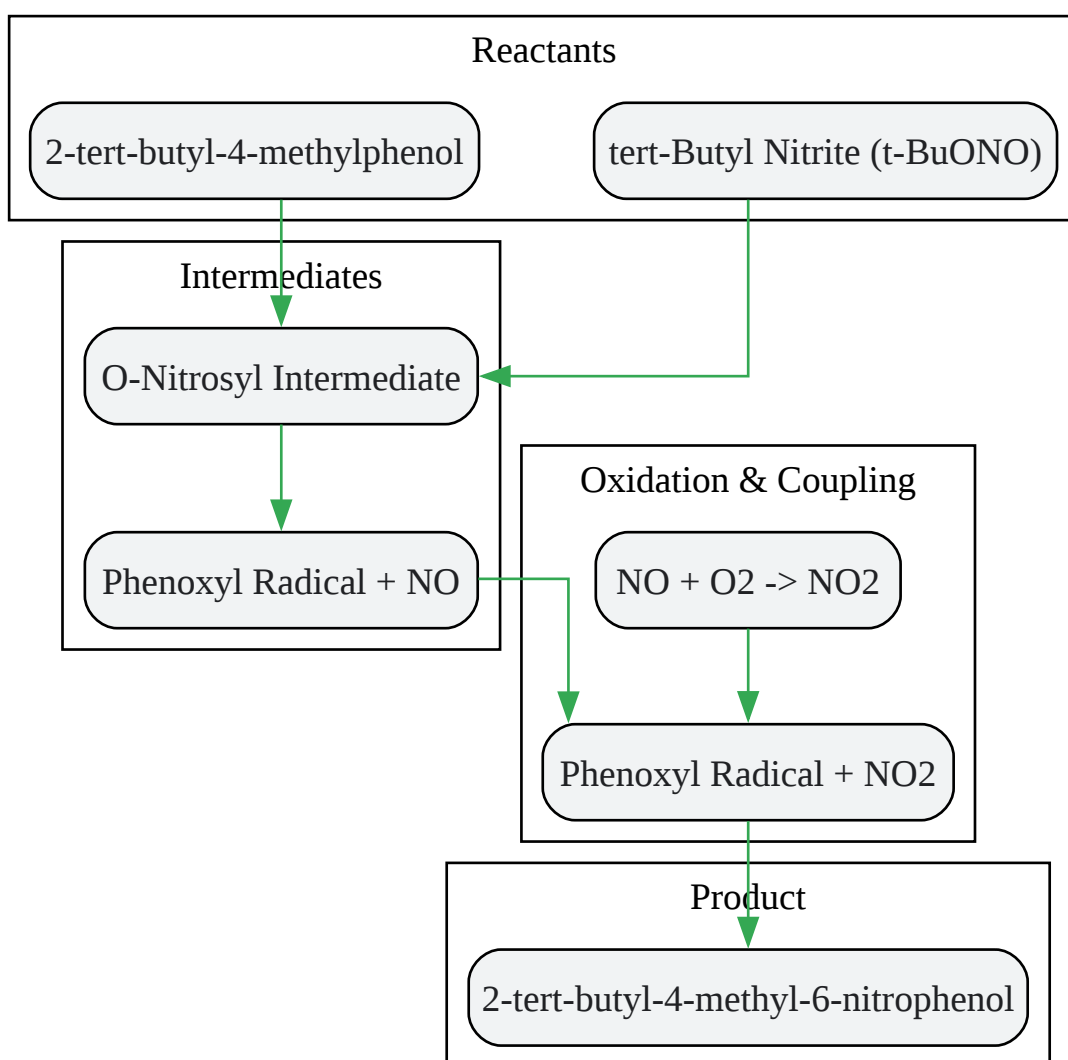 Reactants
2-tert-butyl-4-methylphenol
tert-Butyl Nitrite (t-BuONO)
Intermediates
O-Nitrosyl Intermediate
Phenoxyl Radical + NO
Oxidation & Coupling
NO + O2 -> NO2
Phenoxyl Radical + NO2
Product
2-tert-butyl-4-methyl-6-nitrophenol